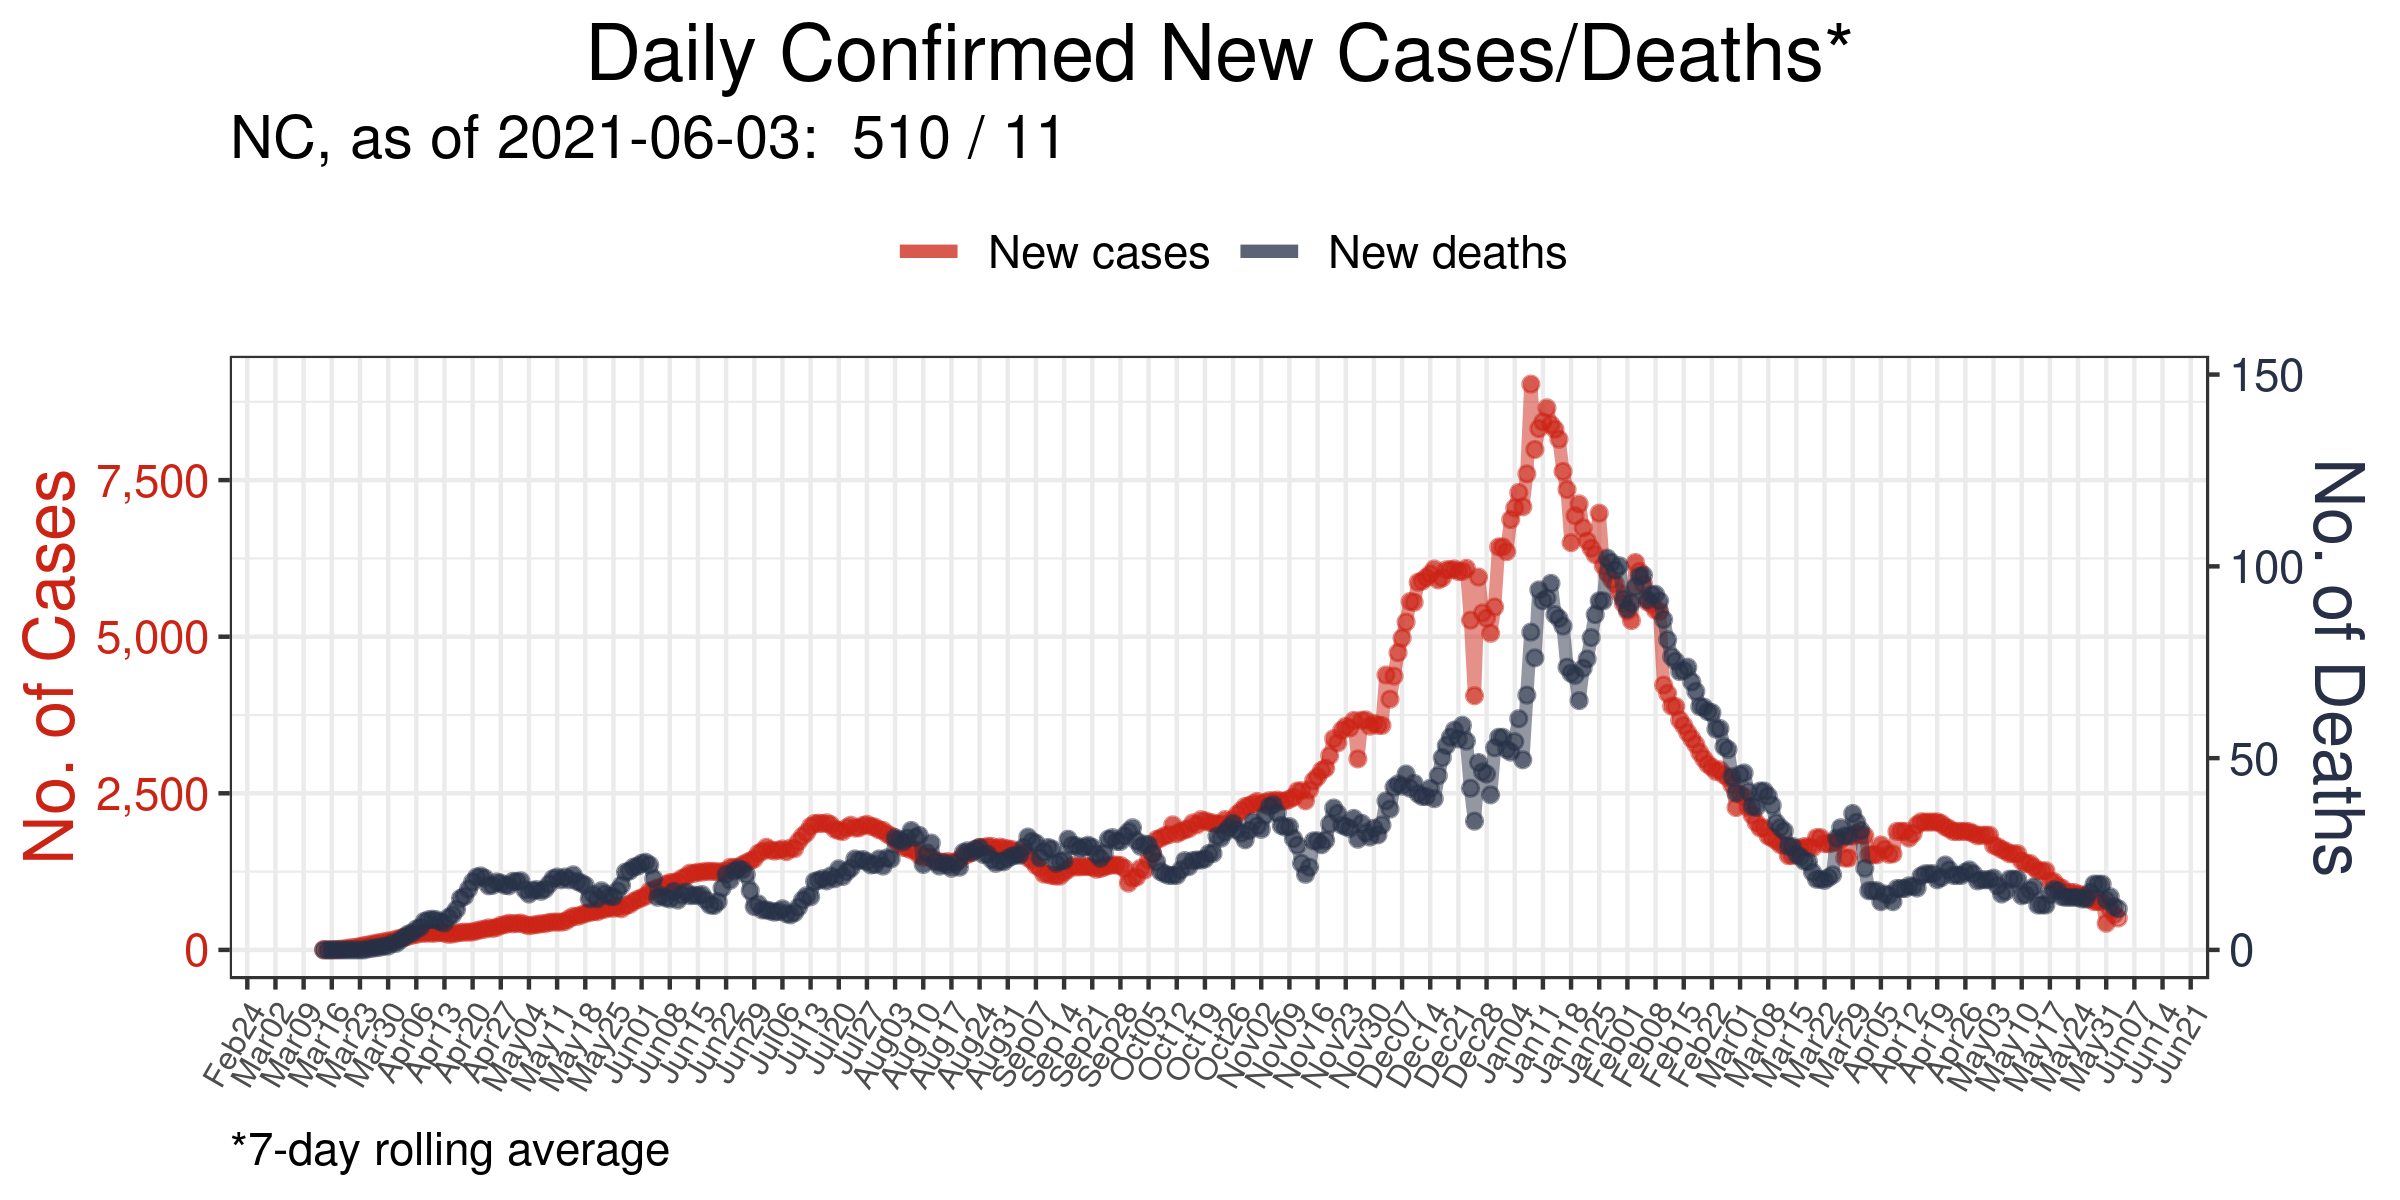 Daily Confirmed New Cases/Deaths*
NC, as of 2021-06-03:  510 / 11
New cases
New deaths
No. of Cases
7,500
5,000
2,500
0
150
100
50
0
No. of Deaths
Feb24
Mar02
Mar09
Mar16
Mar23
Mar30
Apr06
Apr13
Apr20
Apr27
May04
May11
May18
May25
Jun01
Jun08
Jun15
Jun22
Jun29
Jul06
Jul13
Jul20
Jul27
Aug03
Aug10
Aug17
Aug24
Aug31
Sep07
Sep14
Sep21
Sep28
Oct05
Oct12
Oct19
Oct26
Nov02
Nov09
Nov16
Nov23
Nov30
Dec07
Dec14
Dec21
Dec28
Jan04
Jan11
Jan18
Jan25
Feb01
Feb08
Feb15
Feb22
Mar01
Mar08
Mar15
Mar22
Mar29
Apr05
Apr12
Apr19
Apr26
May03
May10
May17
May24
May31
Jun07
Jun14
Jun21
*7-day rolling average